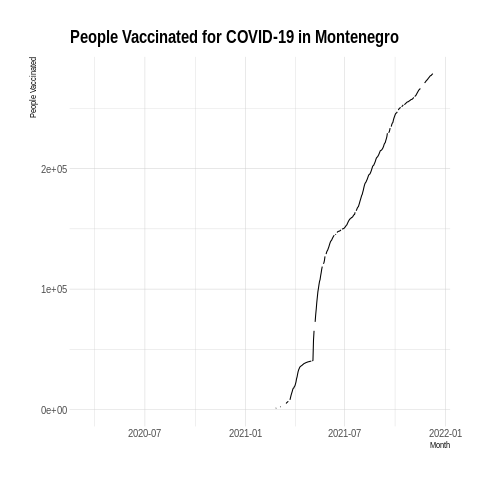 People Vaccinated for COVID-19 in Montenegro
People Vaccinated
2e+05
1e+05
0e+00
2020-07
2021-01
2021-07
2022-01
Month